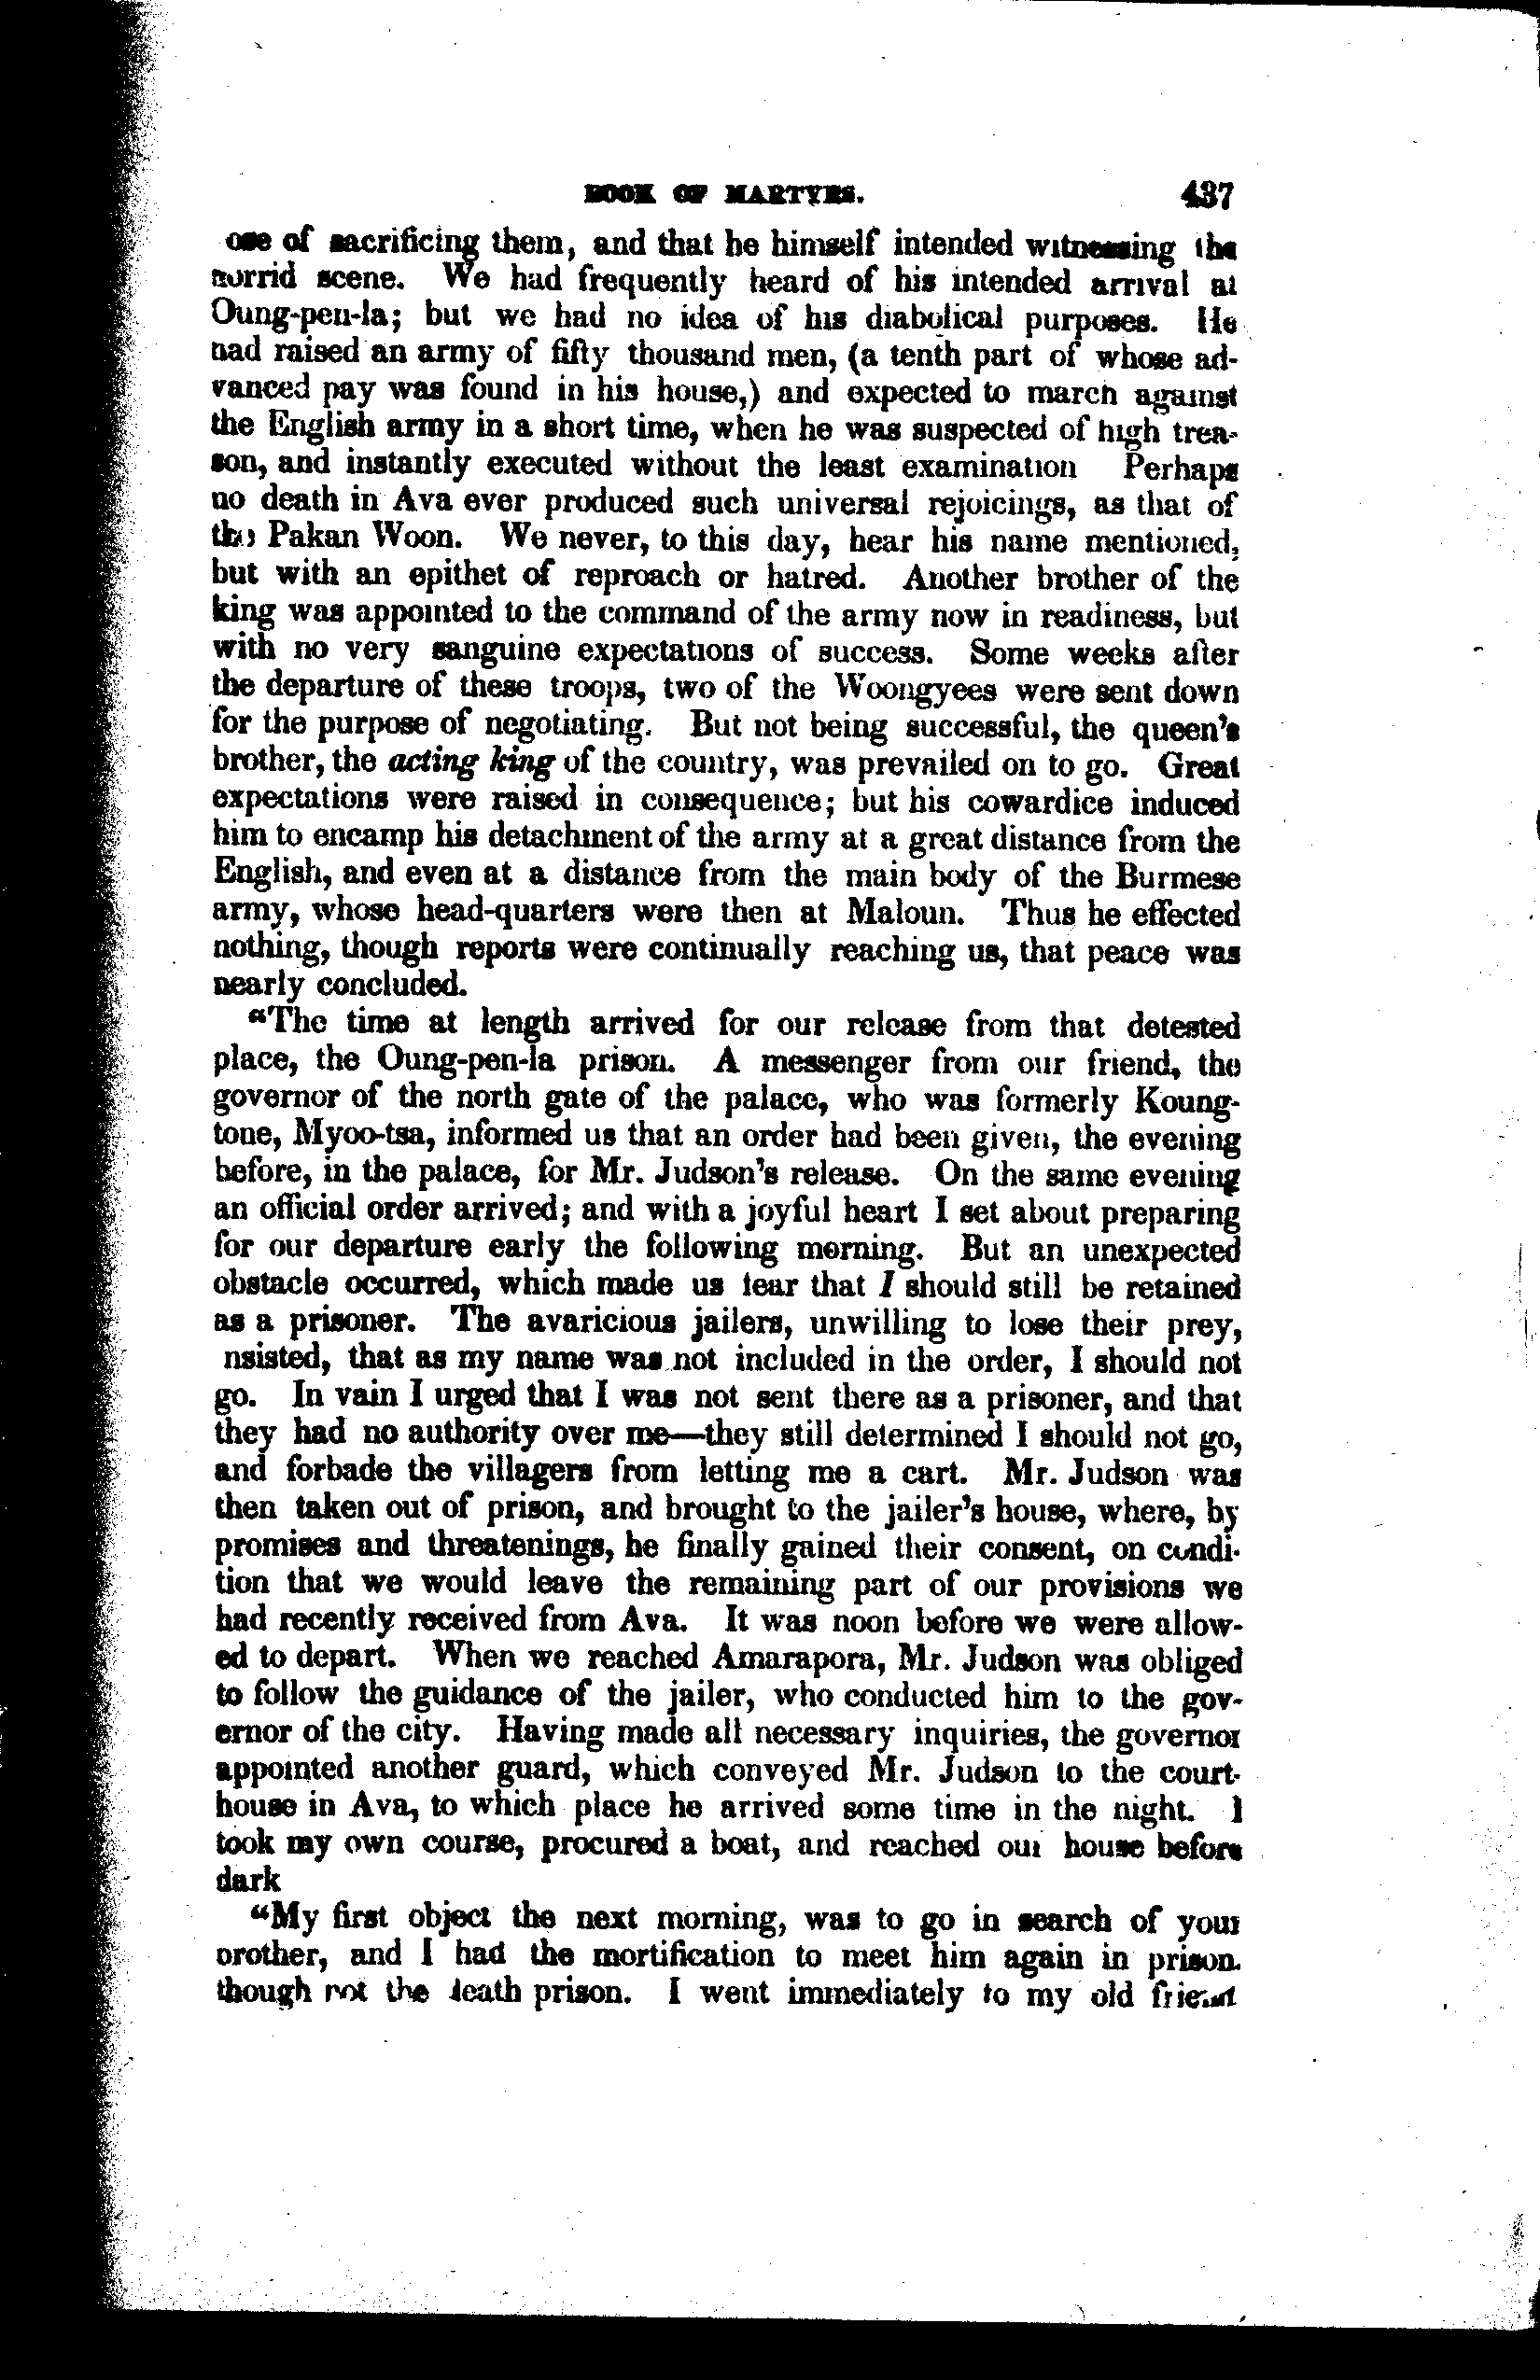 BOOK OF MARTYRS. 437
ose of sacrificing them, and that he himself intended witnessing the
horrid scene. We had frequently heard of his intended arrival at
Oung-pen-la; but we had no idea of his diabolical purposes. He
had raised an army of fifty thousand men, (a tenth part of whose ad-
vanced pay was found in his house,) and expected to march against
the English army in a short time, when he was suspected of high trea-
son, and instantly executed without the least examination Perhaps
no death in Ava ever produced such universal rejoicings, as that of
the Pakan Woon. We never, to this day, hear his name mentioned,
but with an epithet of reproach or hatred. Another brother of the
king was appointed to the command of the army now in readiness, but
with no very sanguine expectations of success. Some weeks after
the departure of these troops, two of the Woongyees were sent down
for the purpose of negotiating. But not being successful, the queen's
brother, the acting king of the country, was prevailed on to go. Great
expectations were raised in consequence; but his cowardice induced
him to encamp his detachment of the army at a great distance from the
English, and even at a distance from the main body of the Burmese
army, whose head-quarters were then at Maloun. Thus he effected
nothing, though reports were continually reaching us, that peace was
nearly concluded.
"The time at length arrived for our release from that detested
place, the Oung-pen-la prison. A messenger from our friend, the
governor of the north gate of the palace, who was formerly Koung-
tone, Myoo-tsa, informed us that an order had been given, the evening
before, in the palace, for Mr. Judson's release. On the same evening
an official order arrived; and with a joyful heart I set about preparing
for our departure early the following morning. But an unexpected
obstacle occurred, which made us fear that I should still be retained
as a prisoner. The avaricious jailers, unwilling to lose their prey,
nsisted, that as my name was not included in the order, I should not
go. In vain I urged that I was not sent there as a prisoner, and that
they had no authority over me—they still determined I should not go,
and forbade the villagers from letting me a cart. Mr. Judson was
then taken out of prison, and brought to the jailer's house, where, by
promises and threatenings, he finally gained their consent, on condi-
tion that we would leave the remaining part of our provisions we
had recently received from Ava. It was noon before we were allow-
ed to depart. When we reached Amarapora, Mr. Judson was obliged
to follow the guidance of the jailer, who conducted him to the gov-
ernor of the city. Having made all necessary inquiries, the governor
appointed another guard, which conveyed Mr. Judson to the court-
house in Ava, to which place he arrived some time in the night. I
took my own course, procured a boat, and reached our house before
dark
"My first object the next morning, was to go in search of your
brother, and I had the mortification to meet him again in prison.
though not the death prison. I went immediately to my old friend